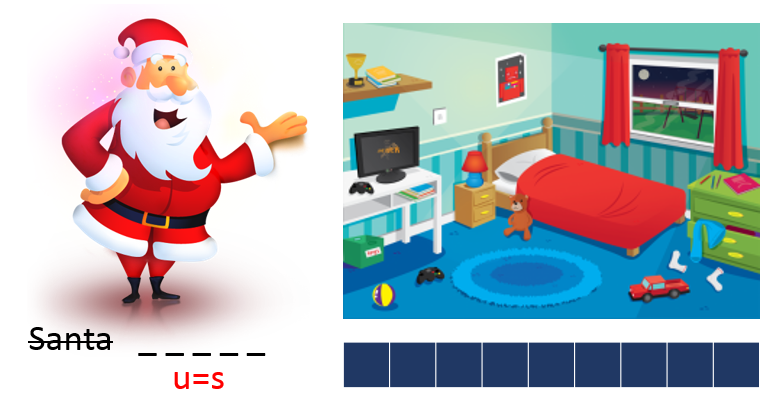 Santa _ _ _ _ _
u=s